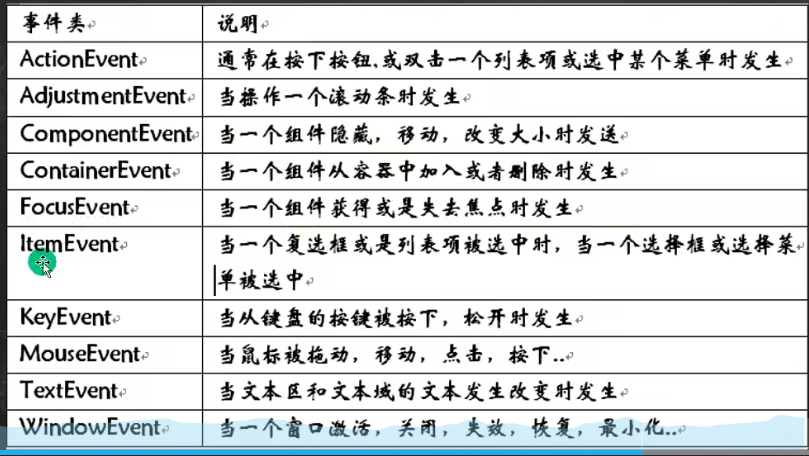 事件类 说明
ActionEvent 通常在按下按钮,或双击一个列表项或选中某个菜单时发生
AdjustmentEvent 当操作一个滚动条时发生
ComponentEvent 当一个组件隐藏，移动，改变大小时发送
ContainerEvent 当一个组件从容器中加入或者删除时发生
FocusEvent 当一个组件获得或是失去焦点时发生
ItemEvent 当一个复选框或是列表项被选中时，当一个选择框或选择菜
单被选中
KeyEvent 当从键盘的按键被按下，松开时发生
MouseEvent 当鼠标被拖动，移动，点击，按下..
TextEvent 当文本区和文本域的文本发生改变时发生
WindowEvent 当一个窗口激活，关闭，失效，恢复，最小化..